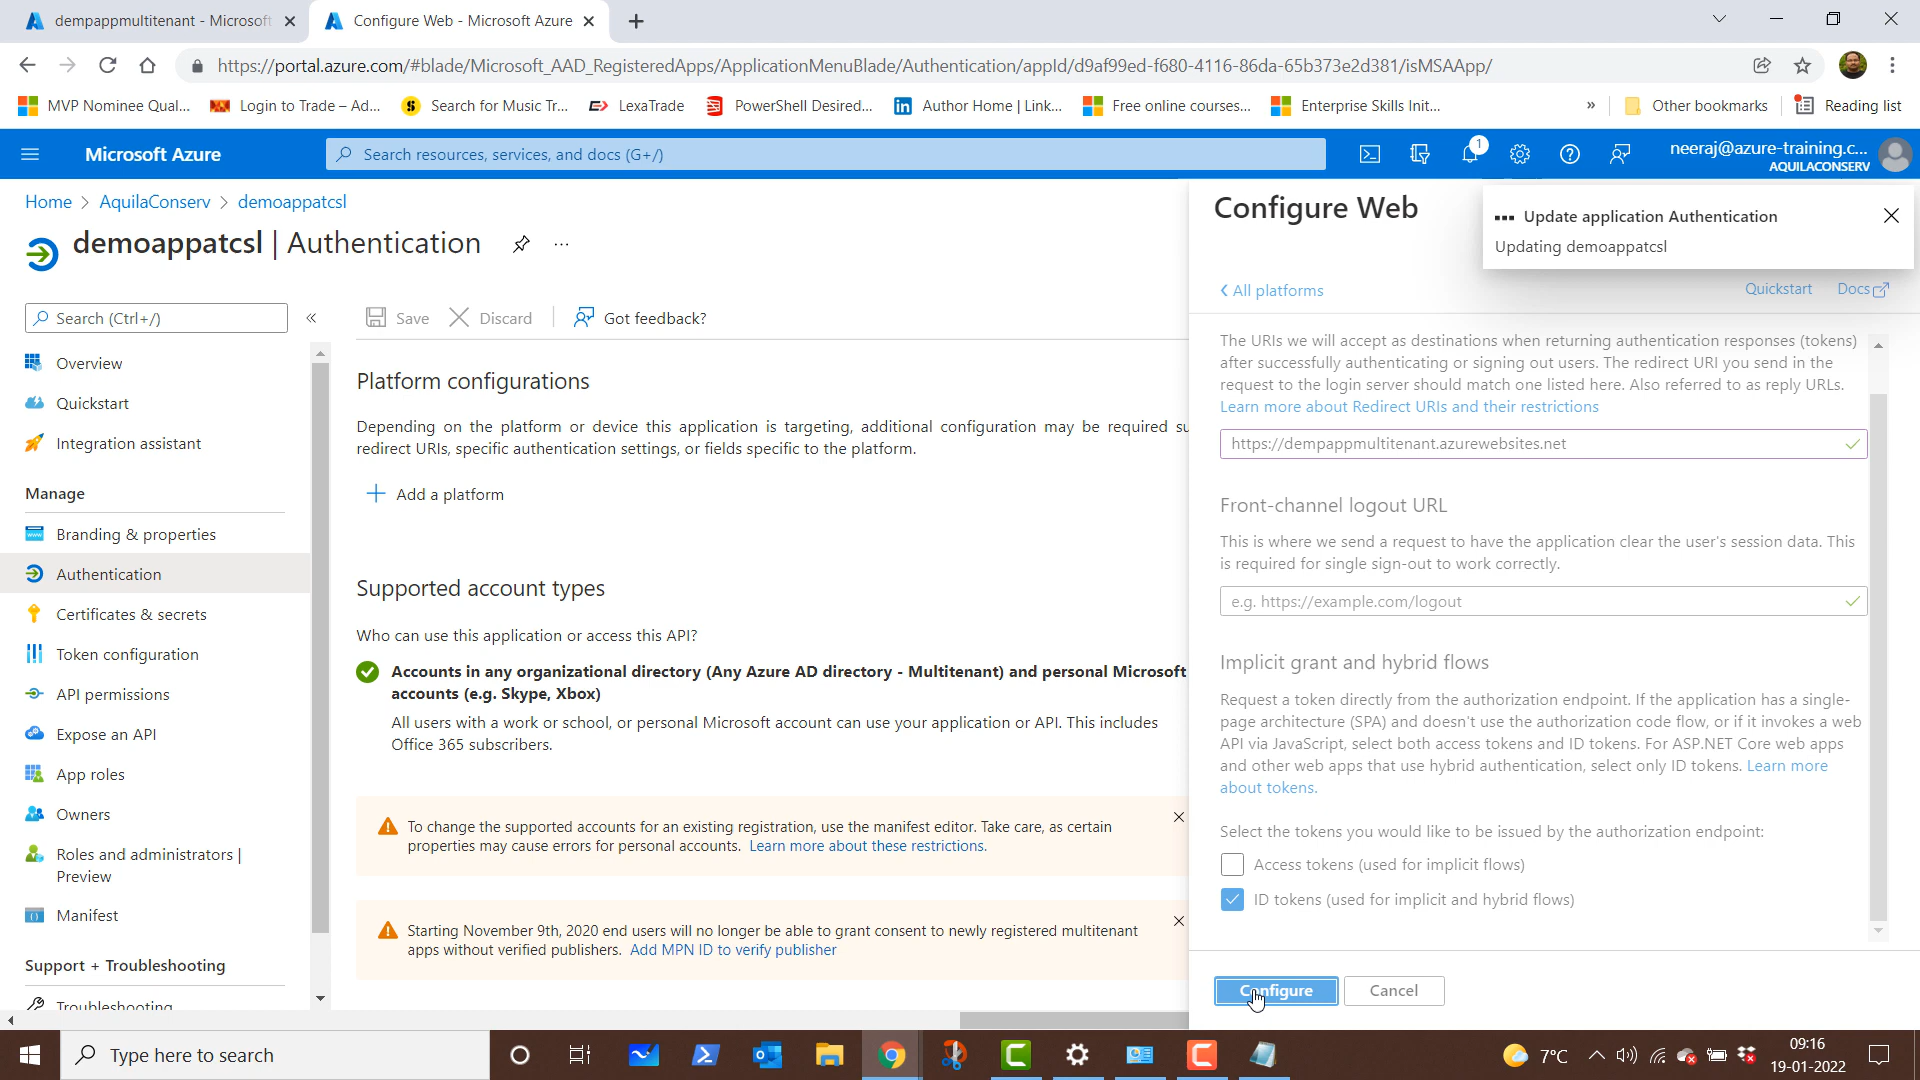 dempappmultitenant - Microsoft
Configure Web - Microsoft Azure
https://portal.azure.com/#blade/Microsoft_AAD_RegisteredApps/ApplicationMenuBlade/Authentication/appId/d9af99ed-f680-4116-86da-65b373e2d381/isMSAApp/
MVP Nominee Qual...
Login to Trade – Ad...
Search for Music Tr...
LexaTrade
PowerShell Desired...
Author Home | Link...
Free online courses...
Enterprise Skills Init...
»
Other bookmarks
Reading list
Microsoft Azure
Search resources, services, and docs (G+/)
1
neeraj@azure-training.c...
AQUILACONSERV
Home > AquilaConserv > demoappatcsl
demoappatcsl | Authentication
Search (Ctrl+/)
Overview
Quickstart
Integration assistant
Manage
Branding & properties
Authentication
Certificates & secrets
Token configuration
API permissions
Expose an API
App roles
Owners
Roles and administrators |
Preview
Manifest
Support + Troubleshooting
Troubleshooting
Save
Discard
Got feedback?
Platform configurations
Depending on the platform or device this application is targeting, additional configuration may be required su
redirect URIs, specific authentication settings, or fields specific to the platform.
Add a platform
Supported account types
Who can use this application or access this API?
Accounts in any organizational directory (Any Azure AD directory - Multitenant) and personal Microsoft
accounts (e.g. Skype, Xbox)
All users with a work or school, or personal Microsoft account can use your application or API. This includes
Office 365 subscribers.
To change the supported accounts for an existing registration, use the manifest editor. Take care, as certain
properties may cause errors for personal accounts. Learn more about these restrictions.
Starting November 9th, 2020 end users will no longer be able to grant consent to newly registered multitenant
apps without verified publishers. Add MPN ID to verify publisher
Configure Web
Update application Authentication
Updating demoappatcsl
All platforms
Quickstart
Docs
The URIs we will accept as destinations when returning authentication responses (tokens)
after successfully authenticating or signing out users. The redirect URI you send in the
request to the login server should match one listed here. Also referred to as reply URLs.
Learn more about Redirect URIs and their restrictions
https://dempappmultitenant.azurewebsites.net
Front-channel logout URL
This is where we send a request to have the application clear the user's session data. This
is required for single sign-out to work correctly.
e.g. https://example.com/logout
Implicit grant and hybrid flows
Request a token directly from the authorization endpoint. If the application has a single-
page architecture (SPA) and doesn't use the authorization code flow, or if it invokes a web
API via JavaScript, select both access tokens and ID tokens. For ASP.NET Core web apps
and other web apps that use hybrid authentication, select only ID tokens. Learn more
about tokens.
Select the tokens you would like to be issued by the authorization endpoint:
Access tokens (used for implicit flows)
ID tokens (used for implicit and hybrid flows)
Configure
Cancel
Type here to search
7°C
09:16
19-01-2022